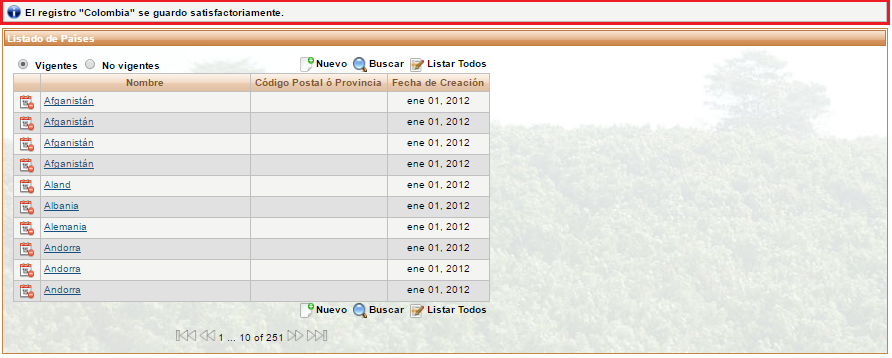 El registro "Colombia" se guardo satisfactoriamente.
Listado de Paises
Vigentes No vigentes Nuevo Buscar Listar Todos
Nombre Código Postal ó Provincia Fecha de Creación
Afganistán ene 01, 2012
Afganistán ene 01, 2012
Afganistán ene 01, 2012
Afganistán ene 01, 2012
Aland ene 01, 2012
Albania ene 01, 2012
Alemania ene 01, 2012
Andorra ene 01, 2012
Andorra ene 01, 2012
Andorra ene 01, 2012
Nuevo Buscar Listar Todos
1 ... 10 of 251